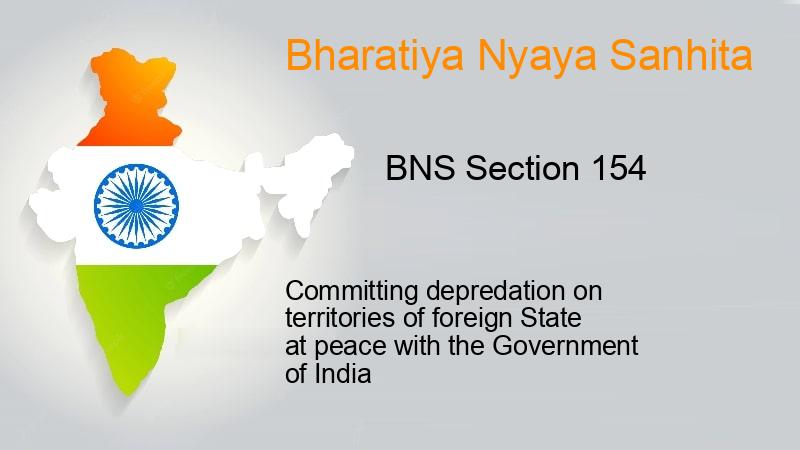 Bharatiya Nyaya Sanhita
BNS Section 154
Committing depredation on
territories of foreign State
at peace with the Government
of India